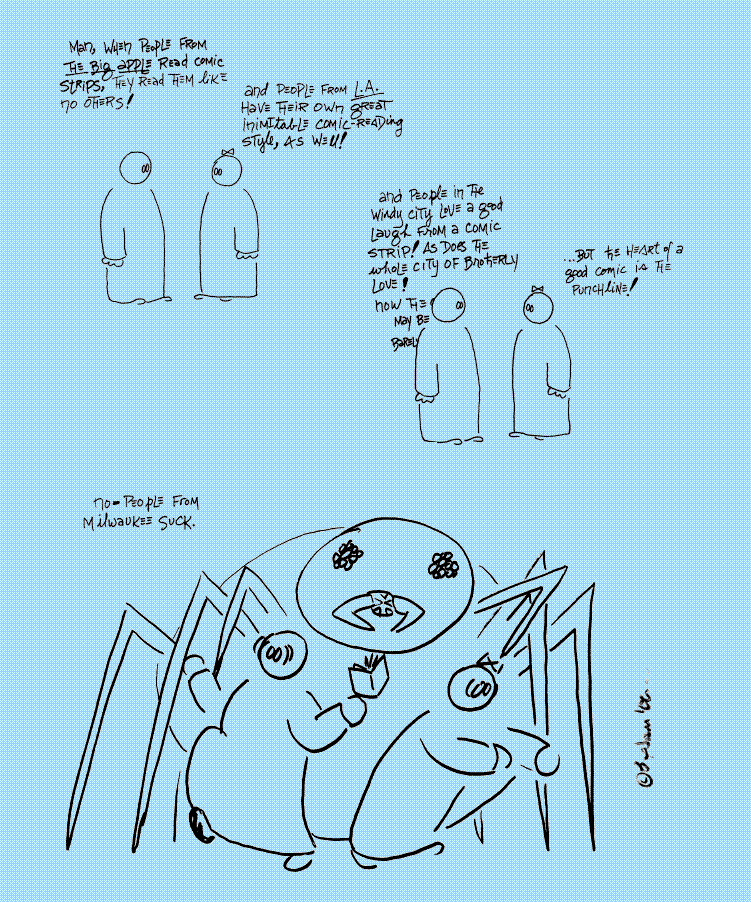 Man, when people from
the Big apple read comic
strips, they read them like
no others!
and people from L.A.
have their own great
inimitable comic-reading
style, as well!
and people in the
windy city love a good
laugh from a comic
strip! As does the
whole city of Brotherly
Love!
now the
may be
barely
...But the heart of a
good comic is the
punchline!
no- people from
Milwaukee suck.